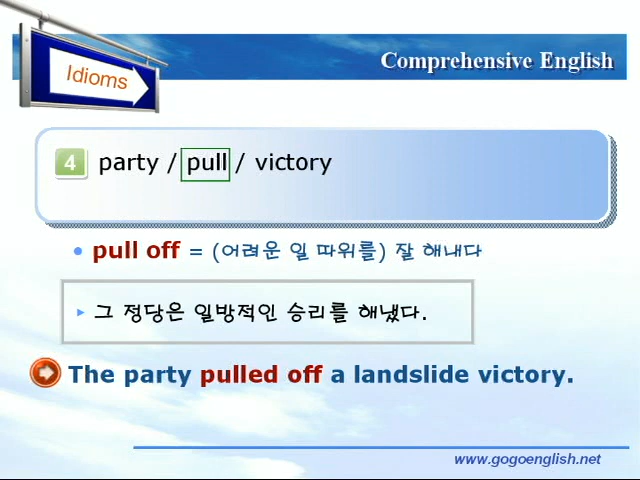 Idioms
Comprehensive English
4 party / pull / victory
• pull off = (어려운 일 따위를) 잘 해내다
▸ 그 정당은 일방적인 승리를 해냈다.
The party pulled off a landslide victory.
www.gogoenglish.net